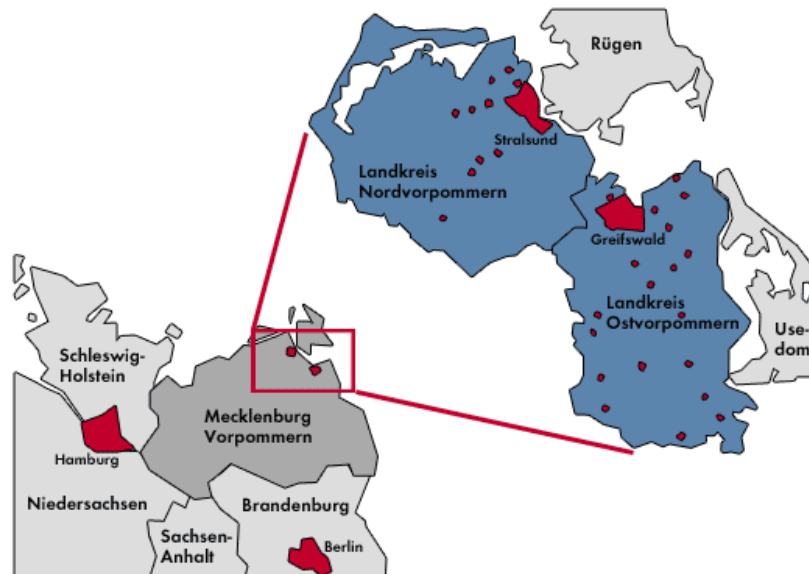 Rügen
Stralsund
Landkreis
Nordvorpommern
Greifswald
Landkreis
Ostvorpommern
Use-
dom
Schleswig-
Holstein
Mecklenburg
Vorpommern
Hamburg
Niedersachsen
Brandenburg
Sachsen-
Anhalt
Berlin